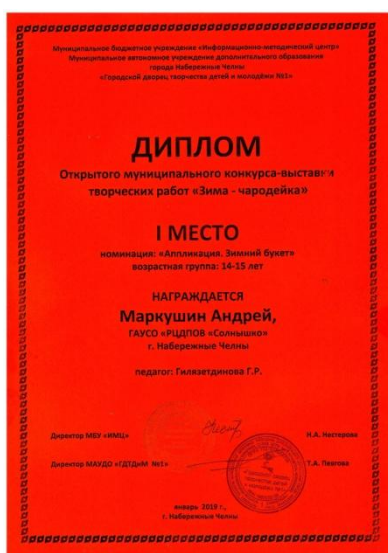 Муниципальное бюджетное учреждение «Информационно-методический центр»
Муниципальное автономное учреждение дополнительного образования
города Набережные Челны
«Городской дворец творчества детей и молодёжи №1»
ДИПЛОМ
Открытого муниципального конкурса-выставки
творческих работ «Зима - чародейка»
I МЕСТО
номинация: «Аппликация. Зимний букет»
возрастная группа: 14-15 лет
НАГРАЖДАЕТСЯ
Маркушин Андрей,
ГАУСО «РЦДПОВ «Солнышко»
г. Набережные Челны
педагог: Гилязетдинова Г.Р.
Директор МБУ «ИМЦ» Н.А. Нестерова
Директор МАУДО «ГДТДиМ №1» Т.А.
январь 2019 г.,
г. Набережные Челны